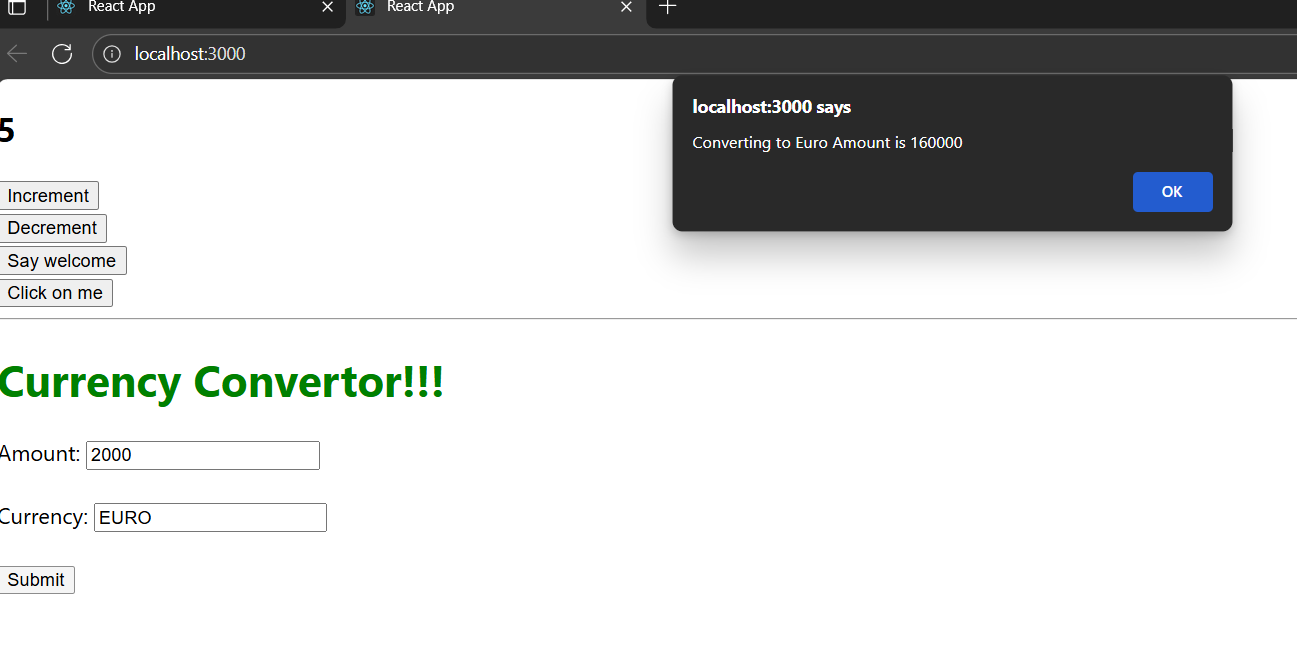 React App
React App
localhost:3000
localhost:3000 says
Converting to Euro Amount is 160000
OK
5
Increment
Decrement
Say welcome
Click on me
Currency Convertor!!!
Amount: 2000
Currency: EURO
Submit